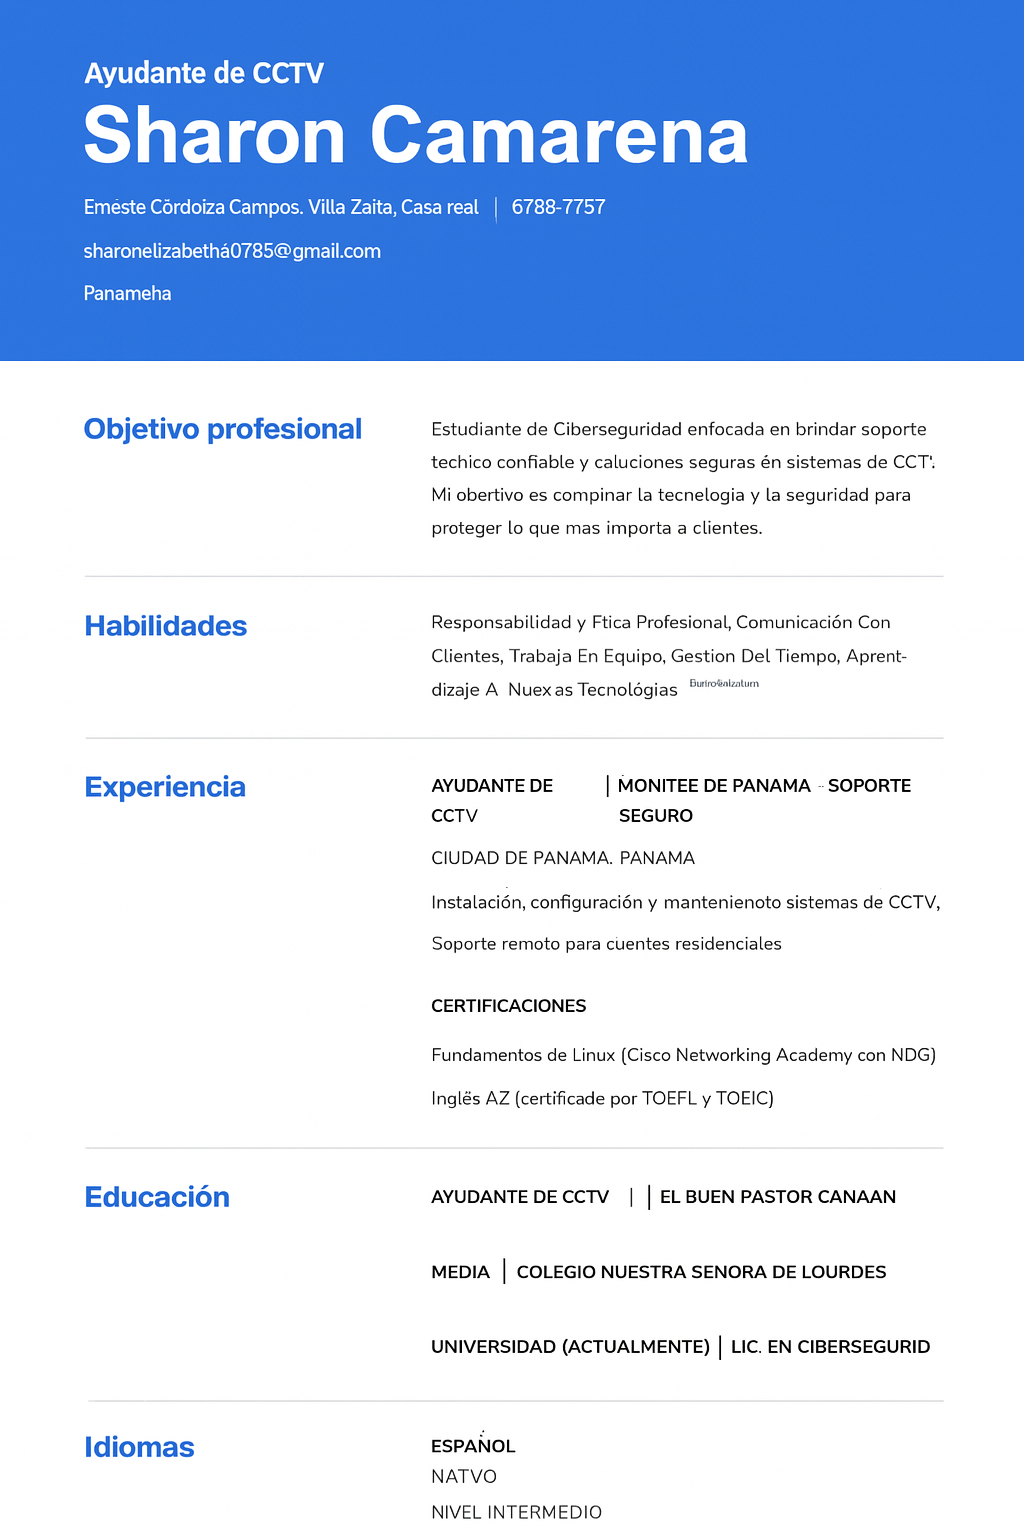 Ayudante de CCTV
Sharon Camarena
Eméste Cōrdoiza Campos. Villa Zaita, Casa real | 6788-7757
sharonelizabethá0785@gmail.com
Panameha
Objetivo profesional
Estudiante de Ciberseguridad enfocada en brindar soporte
techico confiable y caluciones seguras én sistemas de CCT'.
Mi obertivo es compinar la tecnelogia y la seguridad para
proteger lo que mas importa a clientes.
Habilidades
Responsabilidad y Ftica Profesional, Comunicación Con
Clientes, Trabaja En Equipo, Gestion Del Tiempo, Aprent-
dizaje A Nuex as Tecnológias
Experiencia
AYUDANTE DE | MONITEE DE PANAMA - SOPORTE
CCTV SEGURO
CIUDAD DE PANAMA. PANAMA
Instalación, configuración y mantenienoto sistemas de CCTV,
Soporte remoto para cuentes residenciales
CERTIFICACIONES
Fundamentos de Linux (Cisco Networking Academy con NDG)
Inglës AZ (certificade por TOEFL y TOEIC)
Educación
AYUDANTE DE CCTV | | EL BUEN PASTOR CANAAN
MEDIA | COLEGIO NUESTRA SENORA DE LOURDES
UNIVERSIDAD (ACTUALMENTE) | LIC. EN CIBERSEGURID
Idiomas
ESPAÑOL
NATVO
NIVEL INTERMEDIO